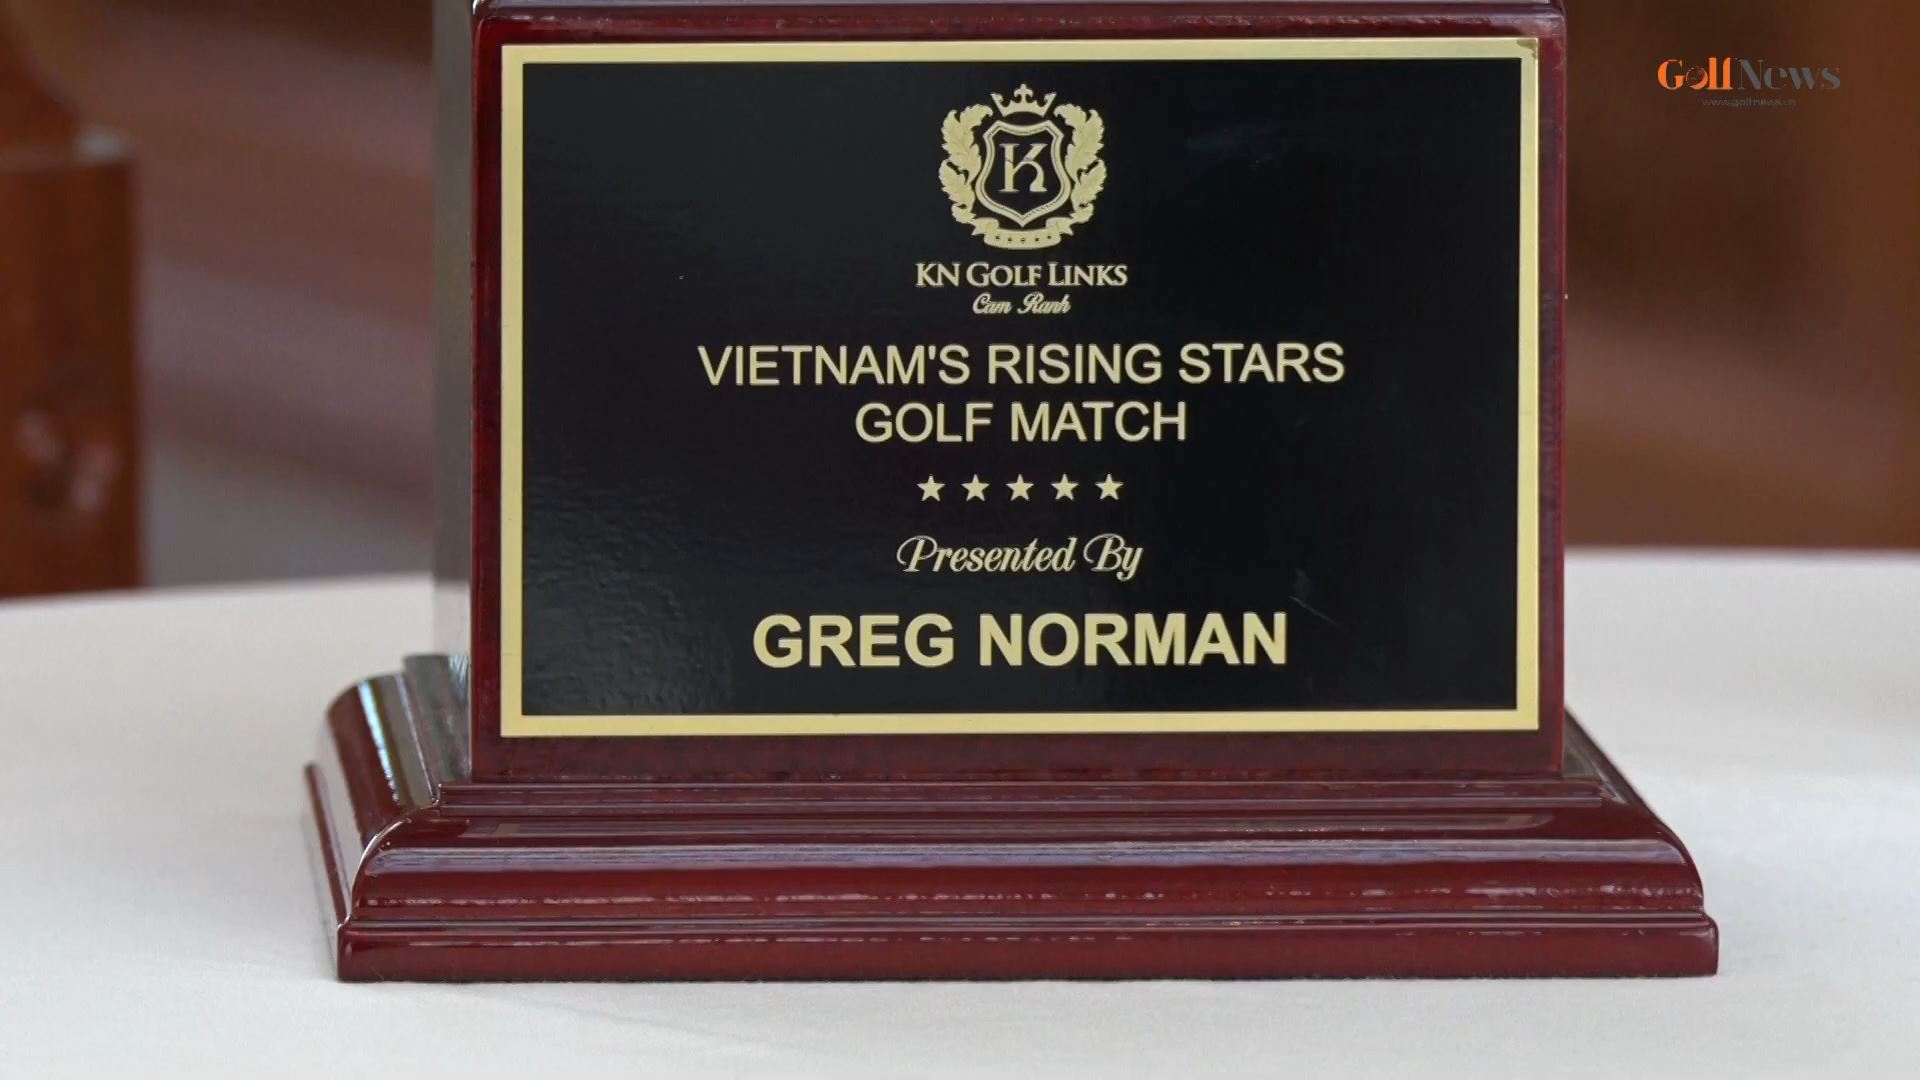 GolfNews
www.golfnews.vn
K
KN GOLF LINKS
Cam Ranh
VIETNAM'S RISING STARS
GOLF MATCH
Presented By
GREG NORMAN